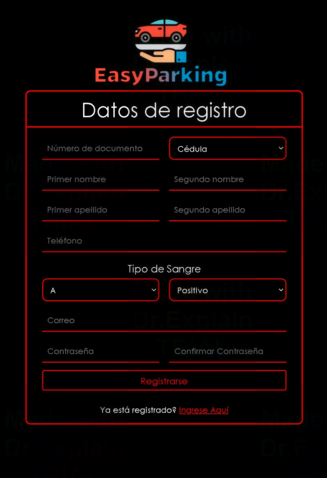 EasyParking
Datos de registro
Número de documento Cédula
Primer nombre Segundo nombre
Primer apellido Segundo apellido
Teléfono
Tipo de Sangre
A Positivo
Correo
Contraseña Confirmar Contraseña
Registrarse
Ya está registrado? Ingrese Aquí